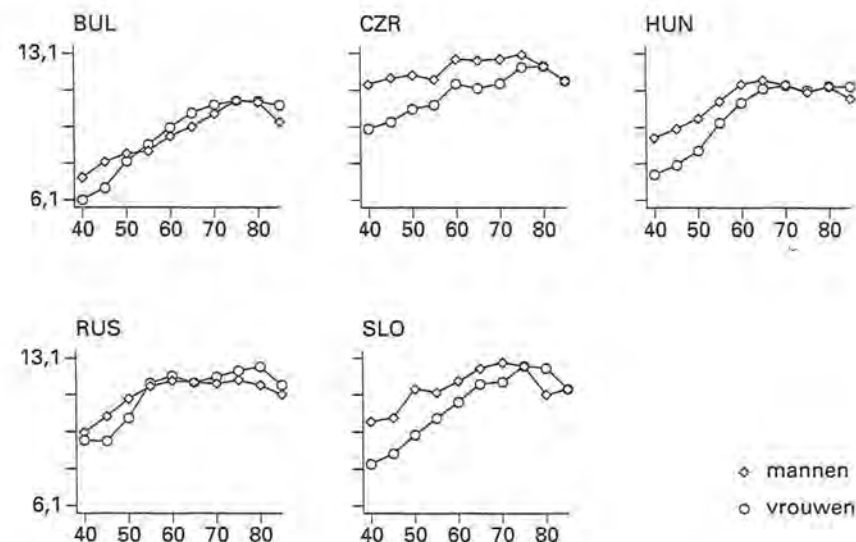 BUL CZR HUN
13,1
6,1
40 50 60 70 80 40 50 60 70 80 40 50 60 70 80
RUS SLO
13,1
6,1
40 50 60 70 80 40 50 60 70 80
◇ mannen
○ vrouwen